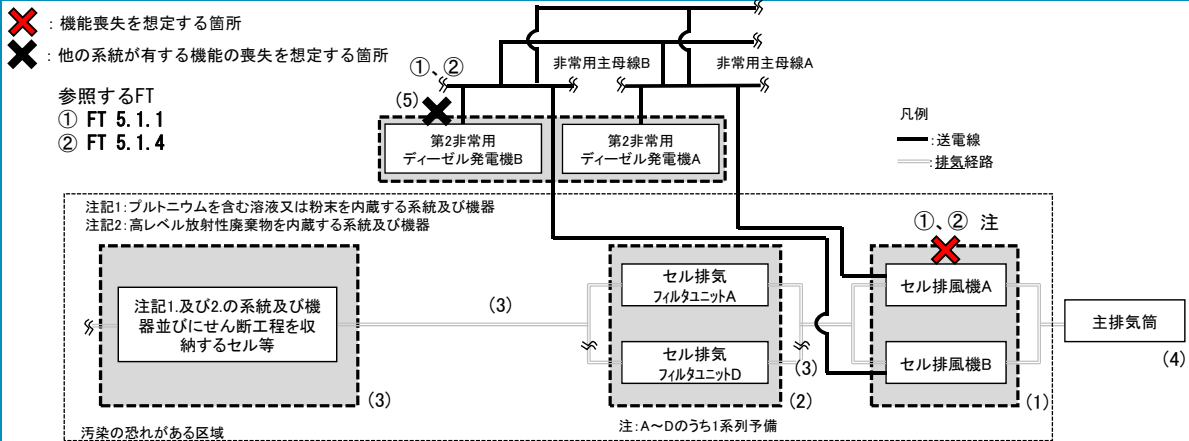 ：機能喪失を想定する箇所
：他の系統が有する機能の喪失を想定する箇所
参照するFT
① FT 5.1.1
② FT 5.1.4
①、②
非常用主母線B
非常用主母線A
(5)
第2非常用
ディーゼル発電機B
第2非常用
ディーゼル発電機A
凡例
：送電線
：排気経路
注記1：プルトニウムを含む溶液又は粉末を内蔵する系統及び機器
注記2：高レベル放射性廃棄物を内蔵する系統及び機器
①、② 注
注記1.及び2.の系統及び機
器並びにせん断工程を収
納するセル等
(3)
(3)
セル排気
フィルタユニットA
セル排気
フィルタユニットD
(3)
(2)
セル排風機A
セル排風機B
(1)
主排気筒
(4)
汚染の恐れがある区域
注：A～Dのうち1系列予備